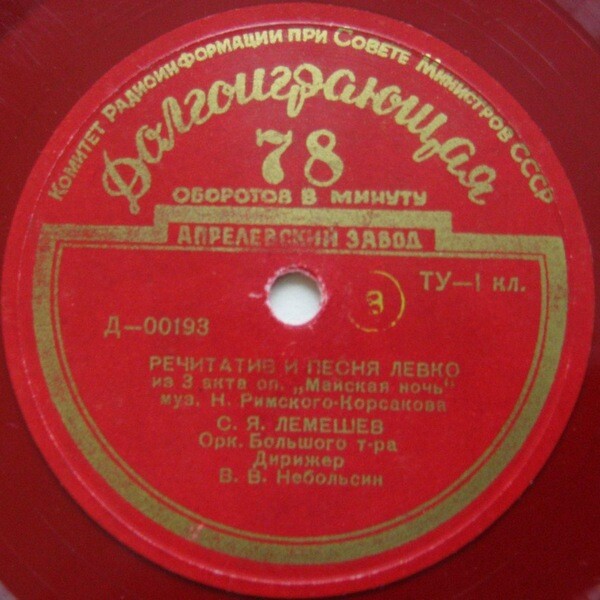 Комитет Радиоинформации при Совете Министров СССР
Долгоиграющая
78
оборотов в минуту
Апрелевский завод
3
ТУ—1 кл.
Д—00193
РЕЧИТАТИВ И ПЕСНЯ ЛЕВКО
из 3 акта оп. „Майская ночь"
муз. Н. Римского-Корсакова
С. Я. ЛЕМЕШЕВ
Орк. Большого т-ра
Дирижер
В. В. Небольсин